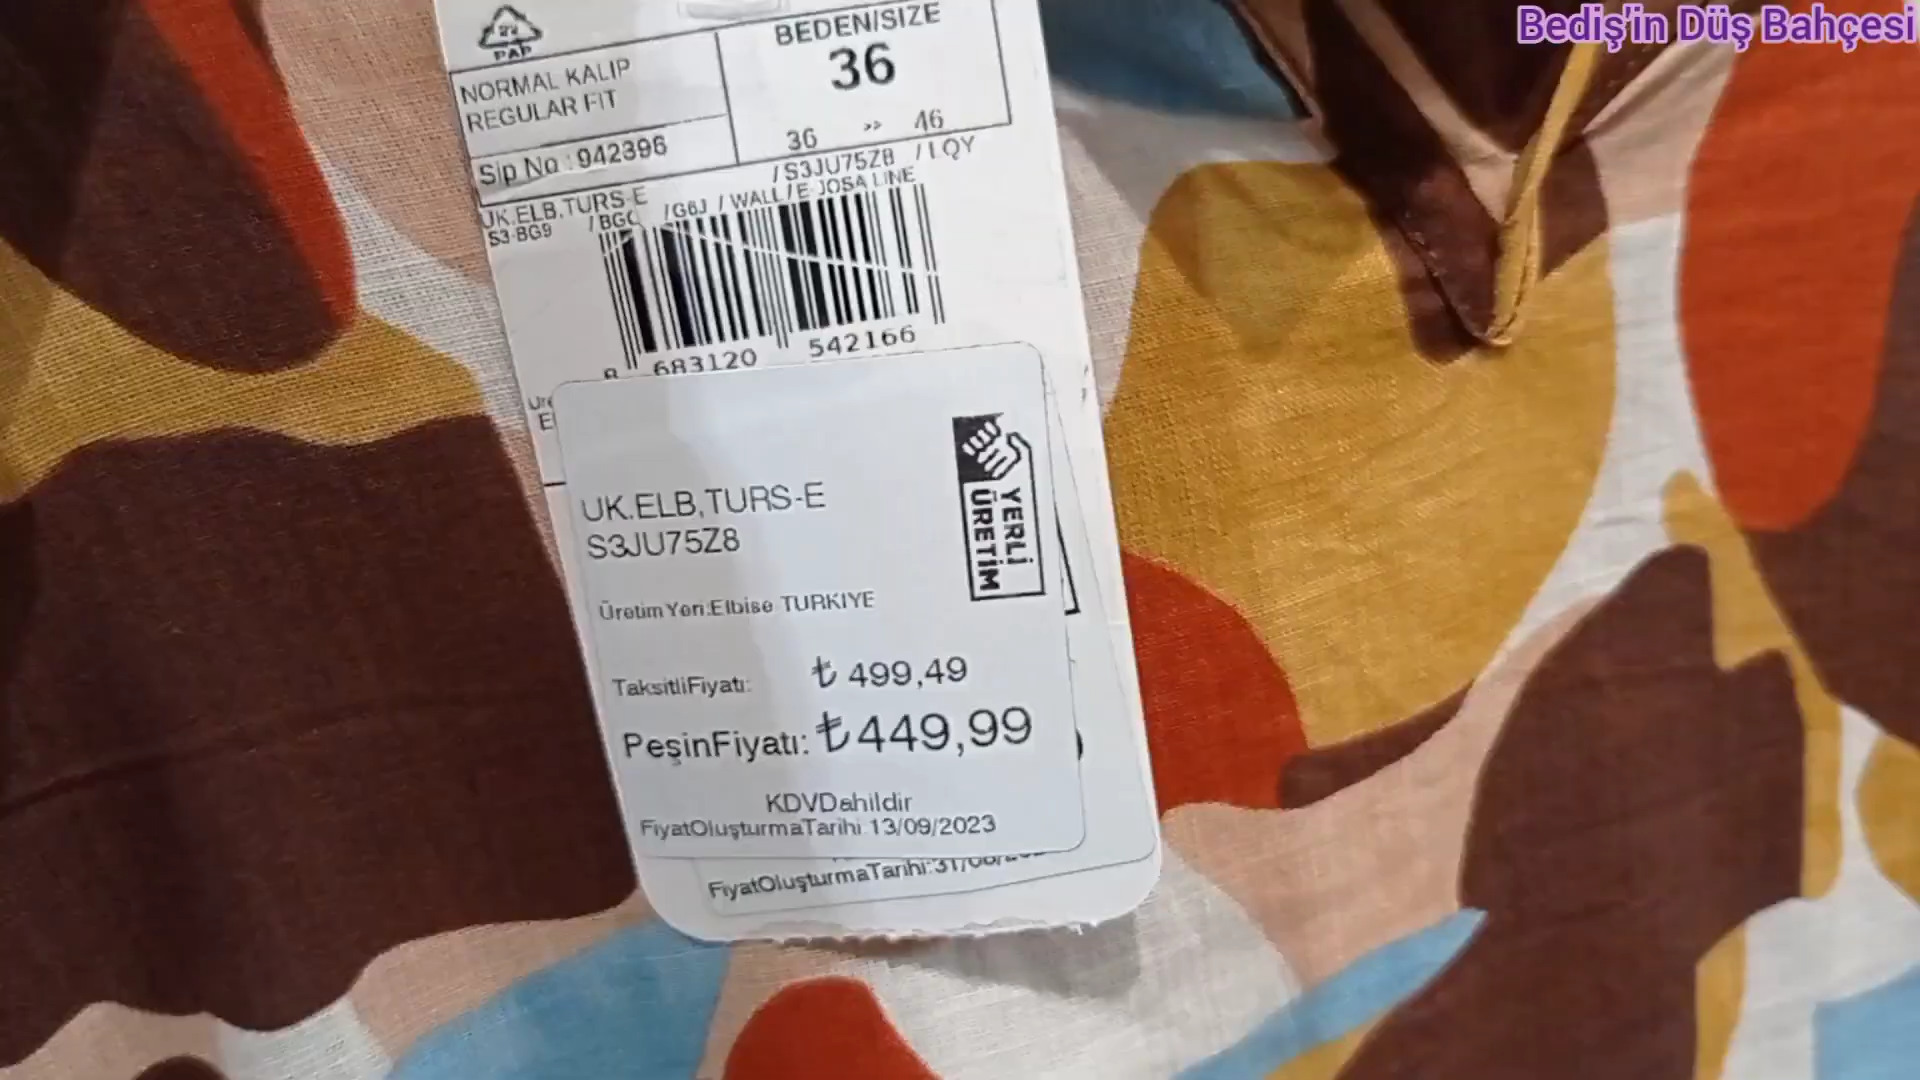 Bediş'in Düş Bahçesi
PAP
BEDEN/SIZE
36
NORMAL KALIP
REGULAR FIT
36 » 46
Sip No : 942396
/S3JU75Z8 /LQY
UK.ELB,TURS-E
/G6J / WALL/E-JOSA LINE
S3-BG9
683120 542166
YERLİ
ÜRETİM
UK.ELB,TURS-E
S3JU75Z8
Üretim Yeri:Elbise TURKIYE
TaksitliFiyatı: ₺ 499,49
PeşinFiyatı: ₺449,99
KDVDahildir
FiyatOluşturmaTarihi:13/09/2023
FiyatOluşturmaTarihi: